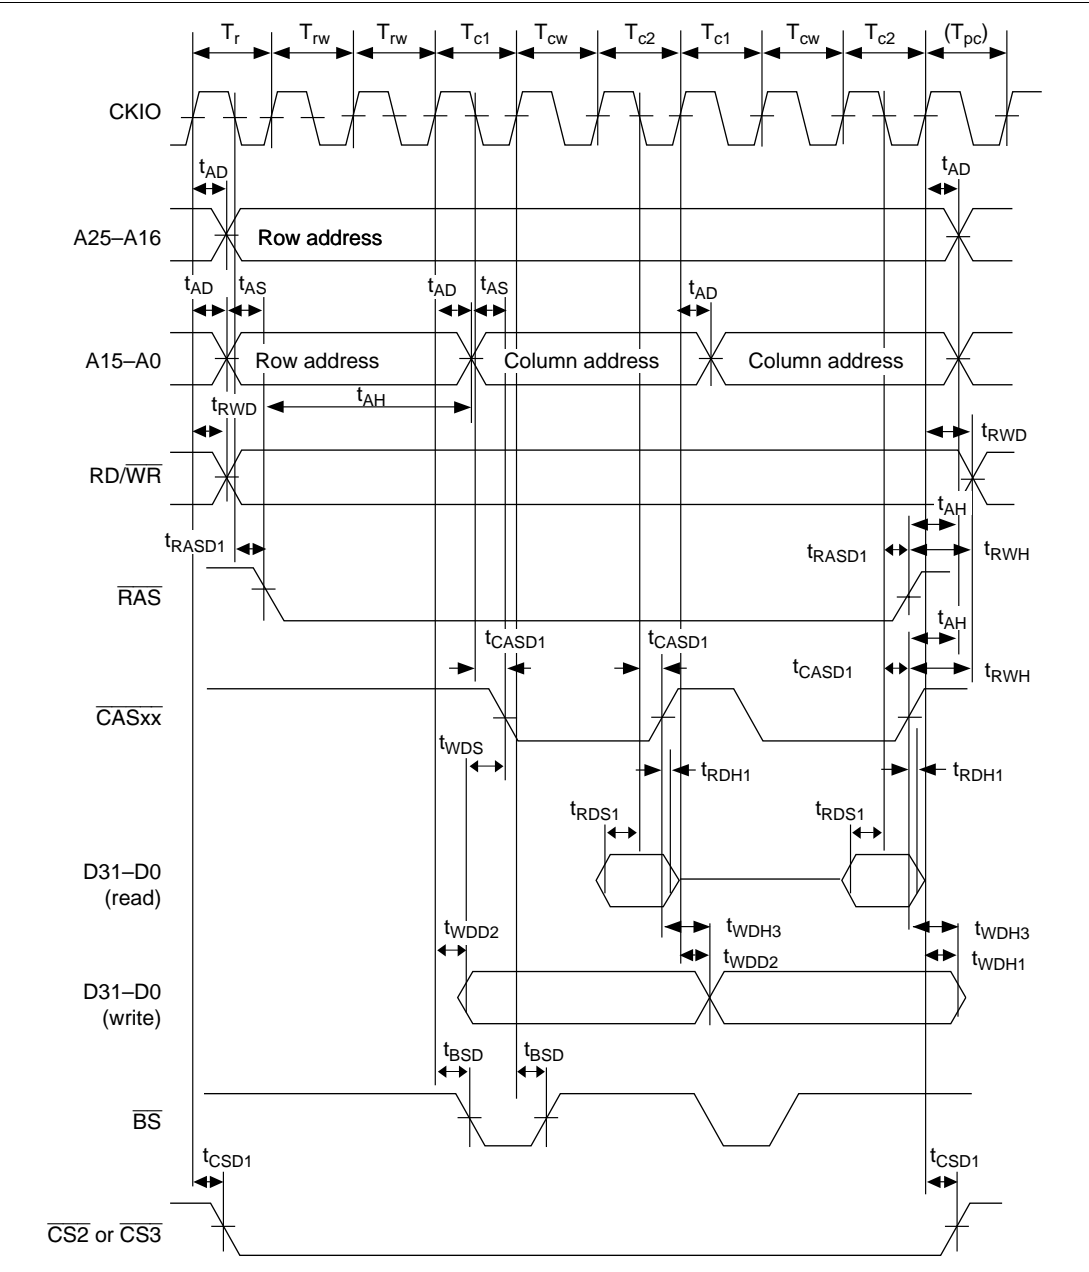 Tr Trw Trw Tc1 Tcw Tc2 Tc1 Tcw Tc2 (Tpc)
CKIO
tAD tAD
A25–A16 Row address
tAD tAS tAD tAS tAD
A15–A0 Row address Column address Column address
tAH
tRWD tRWD
RD/WR
tAH
tRASD1 tRASD1 tRWH
RAS
tAH
tCASD1 tCASD1 tCASD1 tRWH
CASxx
tWDS
tRDH1 tRDH1
tRDS1 tRDS1
D31–D0
(read)
tWDD2 tWDH3 tWDH3
tWDD2 tWDH1
D31–D0
(write)
tBSD tBSD
BS
tCSD1 tCSD1
CS2 or CS3